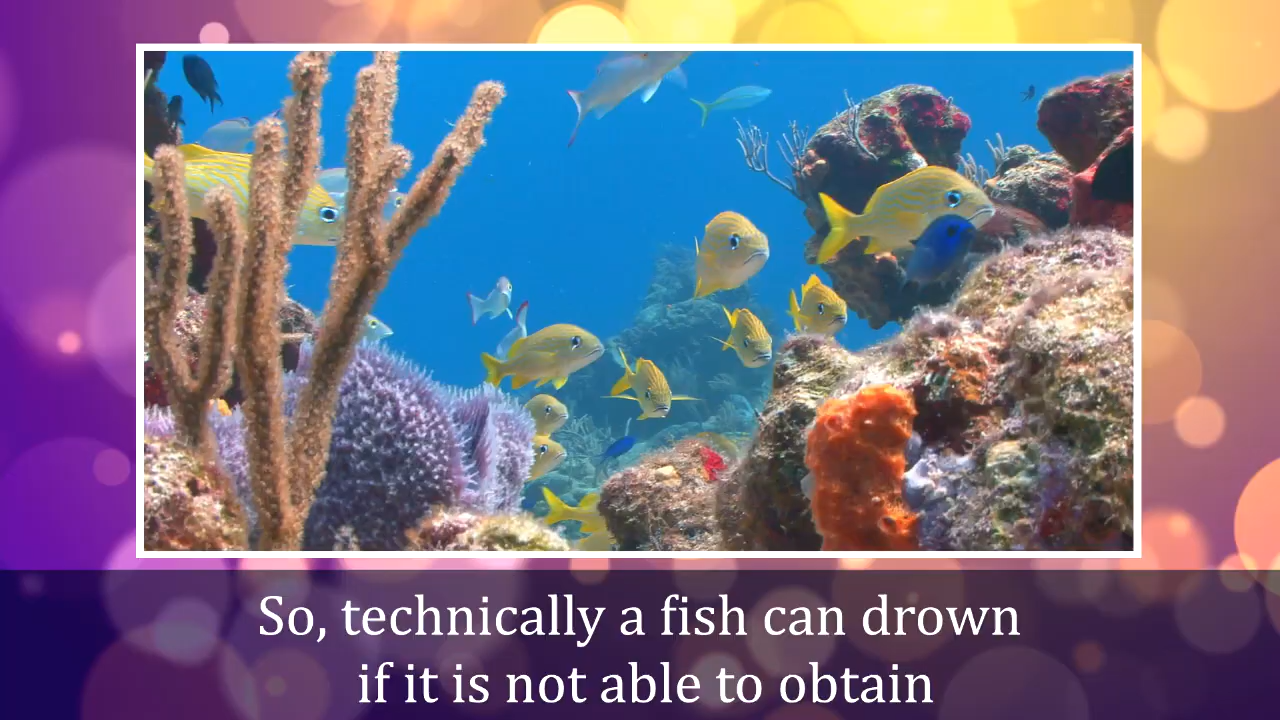 So, technically a fish can drown
if it is not able to obtain